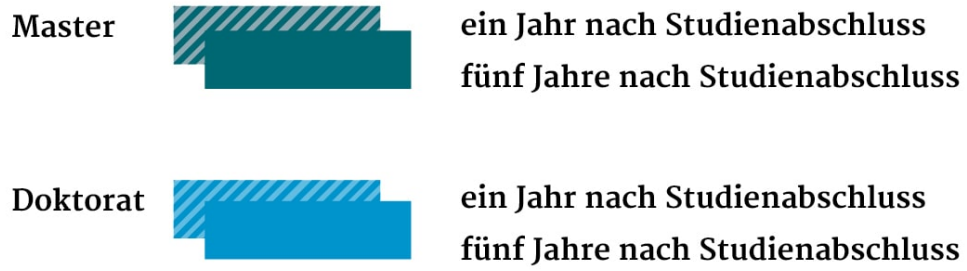 Master
ein Jahr nach Studienabschluss
fünf Jahre nach Studienabschluss
Doktorat
ein Jahr nach Studienabschluss
fünf Jahre nach Studienabschluss